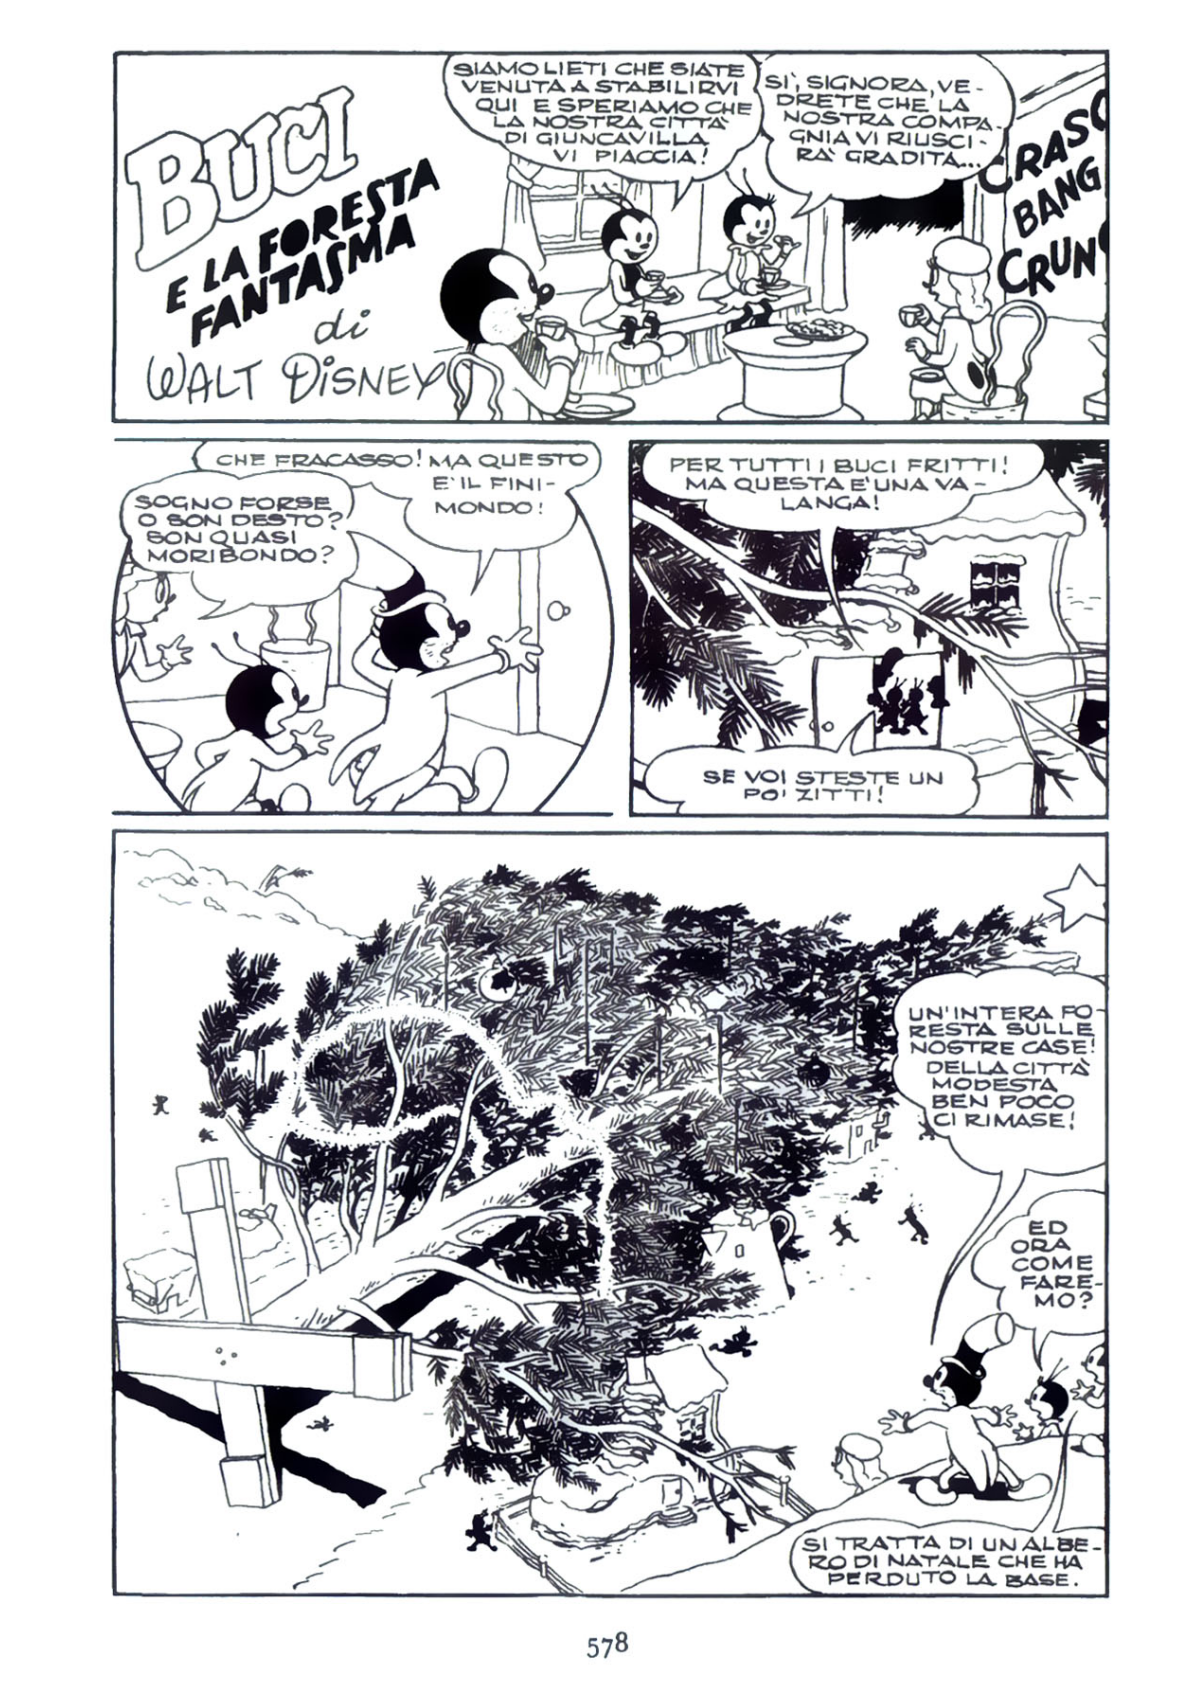 BUCI
E LA FORESTA
FANTASMA
di
WALT DISNEY
SIAMO LIETI CHE SIATE
VENUTA A STABILIRVI
QUI E SPERIAMO CHE
LA NOSTRA CITTÀ
DI GIUNCAVILLA
VI PIACCIA!
SÌ, SIGNORA, VE-
DRETE CHE LA
NOSTRA COMPA-
GNIA VI RIUSCI-
RÀ GRADITA...
CRASC
BANG
CRUN
CHE FRACASSO! MA QUESTO
E' IL FINI-
MONDO!
SOGNO FORSE
O SON DESTO?
SON QUASI
MORIBONDO?
PER TUTTI I BUCI FRITTI!
MA QUESTA E' UNA VA-
LANGA!
SE VOI STESTE UN
PO' ZITTI!
UN'INTERA FO-
RESTA SULLE
NOSTRE CASE!
DELLA CITTÀ
MODESTA
BEN POCO
CI RIMASE!
ED
ORA
COME
FARE-
MO?
SI TRATTA DI UN ALBE-
RO DI NATALE CHE HA
PERDUTO LA BASE.
578